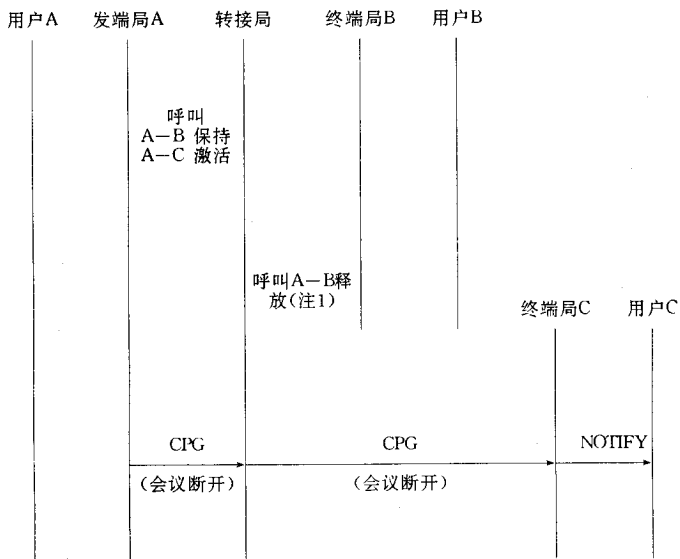 用户A 发端局A 转接局 终端局B 用户B
呼叫
A—B 保持
A—C 激活
呼叫A—B释
放(注1)
终端局C 用户C
CPG CPG NOTIFY
(会议断开) (会议断开)